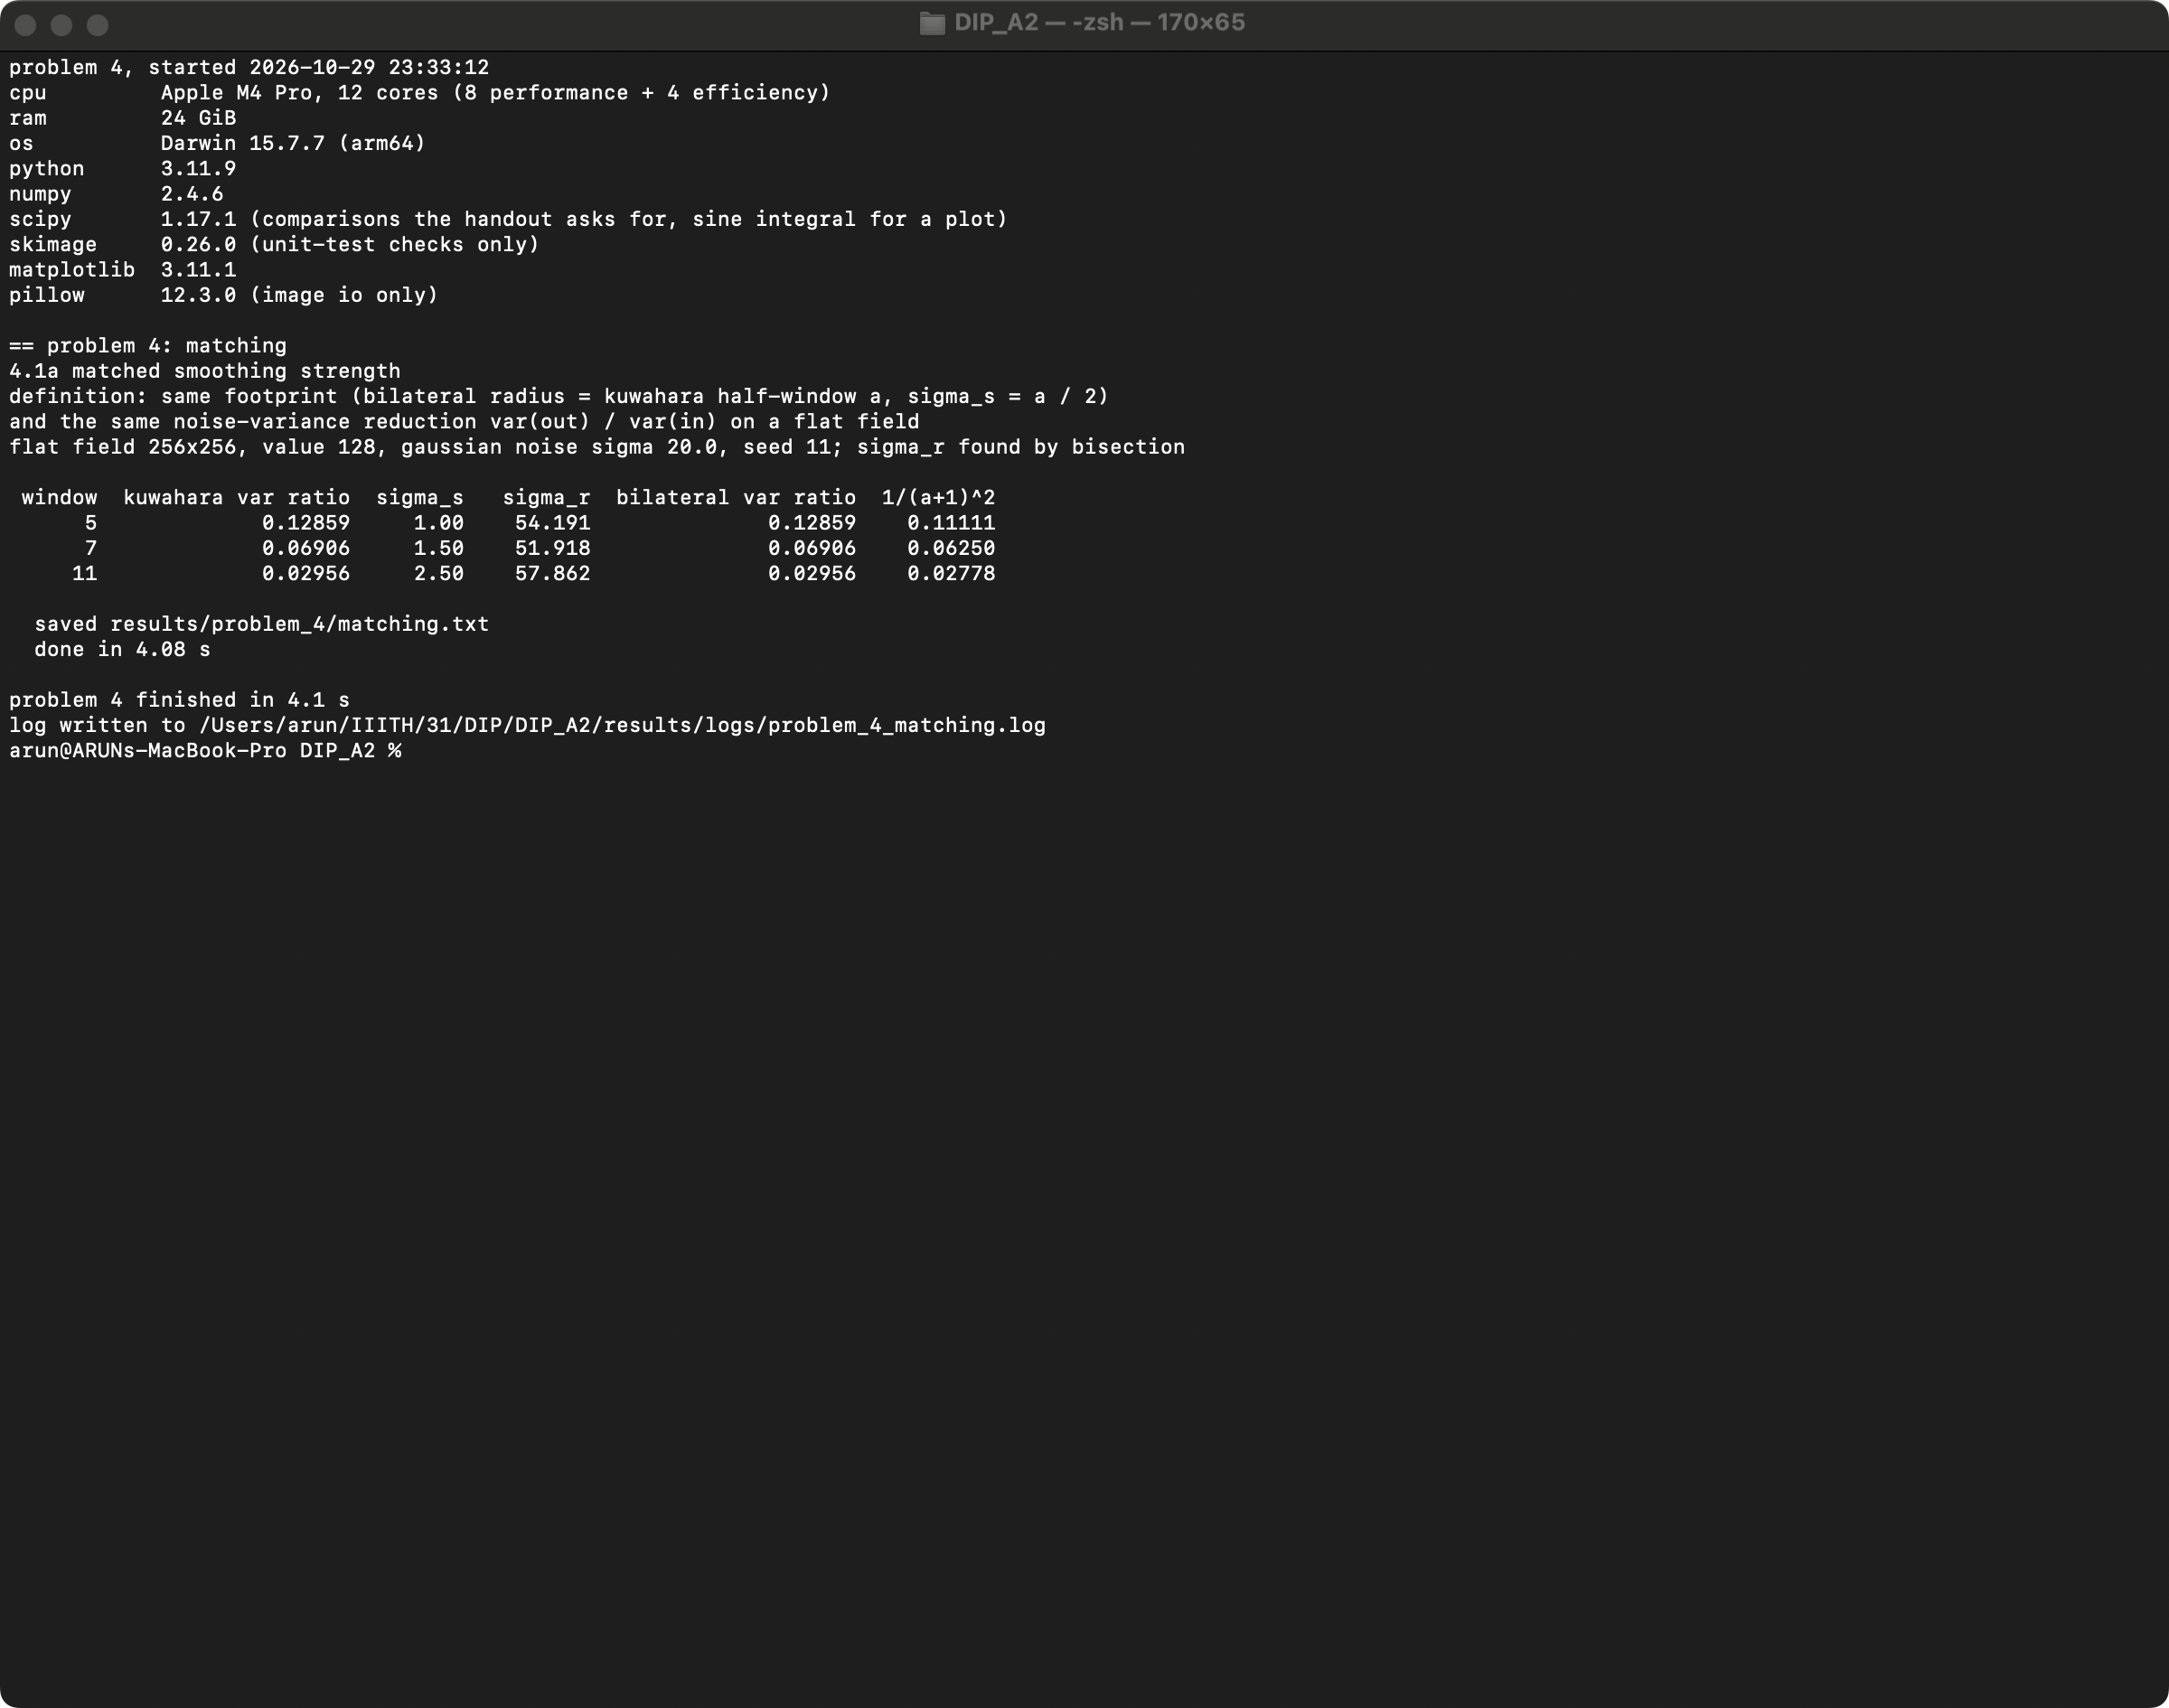 DIP_A2 — -zsh — 170×65
problem 4, started 2026-10-29 23:33:12
cpu         Apple M4 Pro, 12 cores (8 performance + 4 efficiency)
ram         24 GiB
os          Darwin 15.7.7 (arm64)
python      3.11.9
numpy       2.4.6
scipy       1.17.1 (comparisons the handout asks for, sine integral for a plot)
skimage     0.26.0 (unit-test checks only)
matplotlib  3.11.1
pillow      12.3.0 (image io only)
== problem 4: matching
4.1a matched smoothing strength
definition: same footprint (bilateral radius = kuwahara half-window a, sigma_s = a / 2)
and the same noise-variance reduction var(out) / var(in) on a flat field
flat field 256x256, value 128, gaussian noise sigma 20.0, seed 11; sigma_r found by bisection
 window  kuwahara var ratio  sigma_s   sigma_r  bilateral var ratio  1/(a+1)^2
      5             0.12859     1.00    54.191              0.12859    0.11111
      7             0.06906     1.50    51.918              0.06906    0.06250
     11             0.02956     2.50    57.862              0.02956    0.02778
  saved results/problem_4/matching.txt
  done in 4.08 s
problem 4 finished in 4.1 s
log written to /Users/arun/IIITH/31/DIP/DIP_A2/results/logs/problem_4_matching.log
arun@ARUNs-MacBook-Pro DIP_A2 %